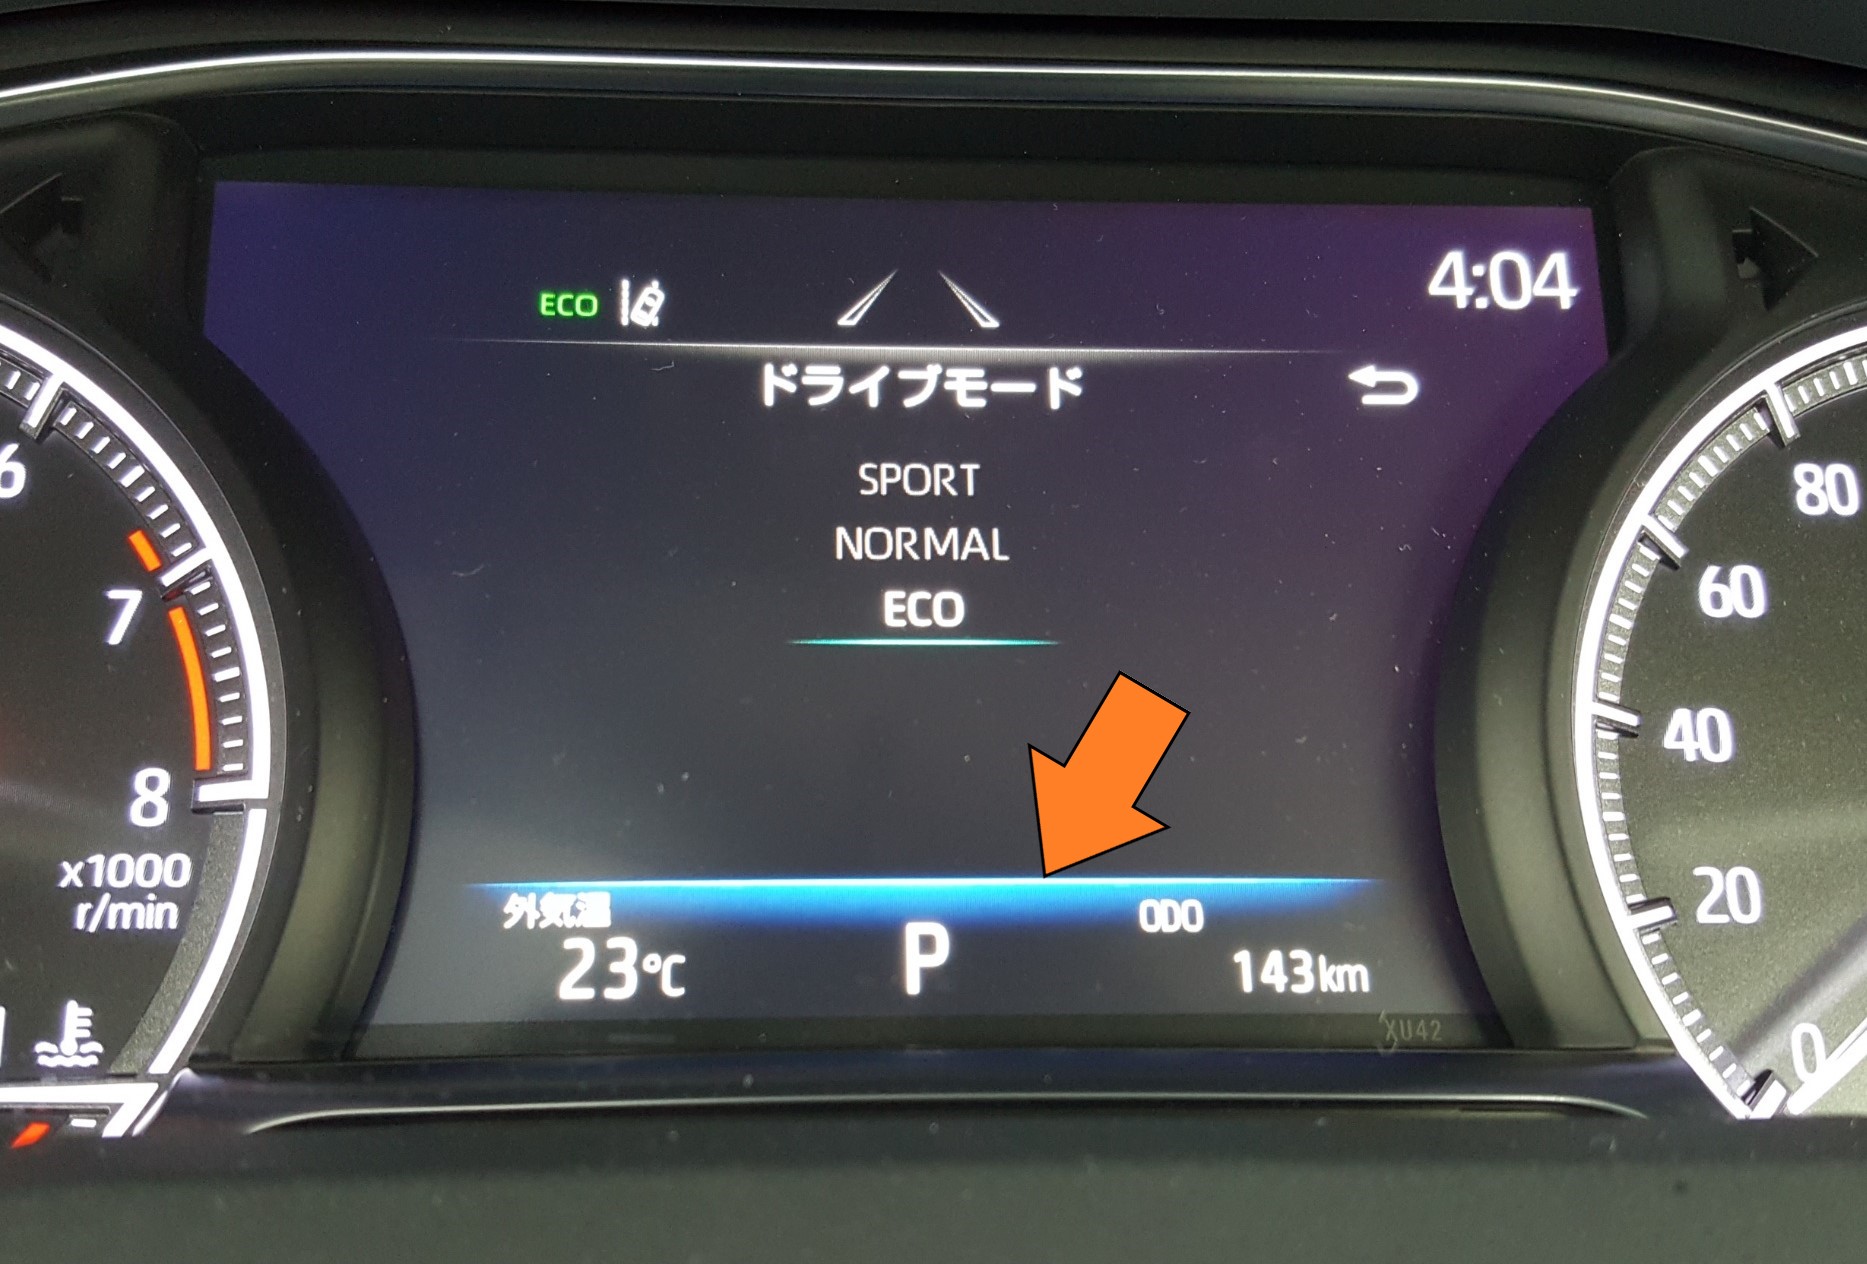 4:04
ECO
ドライブモード
SPORT
NORMAL
ECO
外気温
ODO
23℃
P
143km
XU42
6
7
8
x1000
r/min
80
60
40
20
0